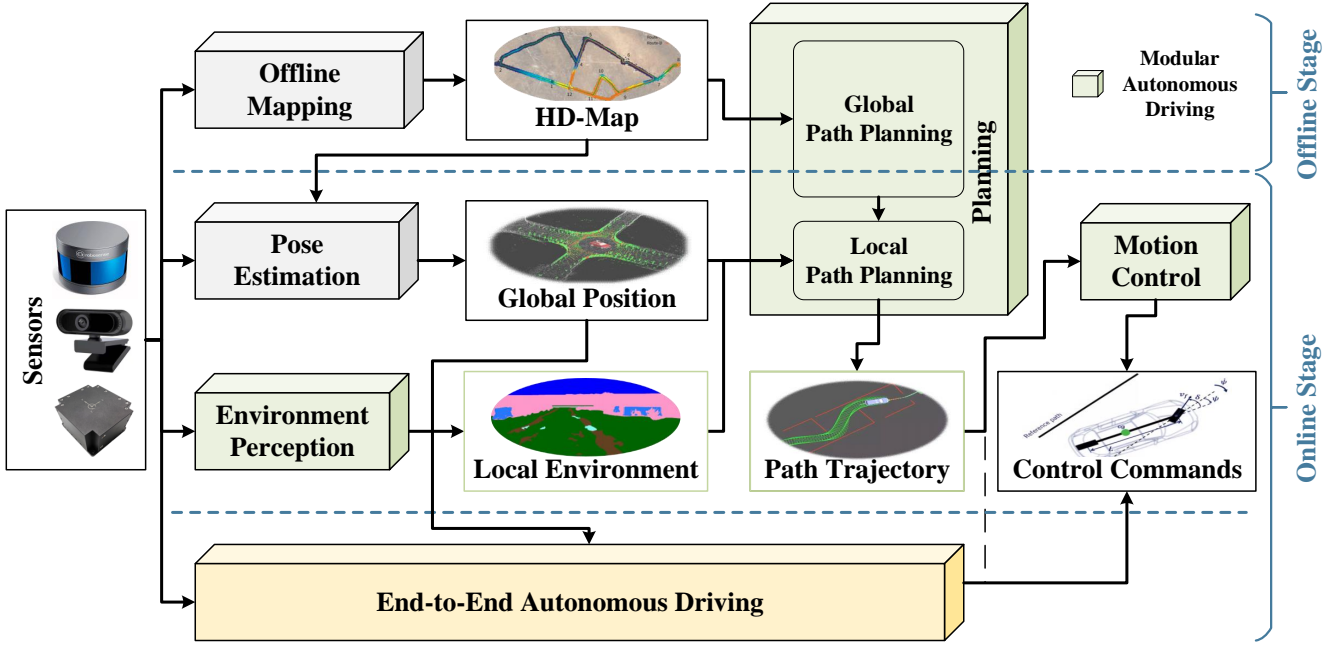 Offline
Mapping
HD-Map
Global
Path Planning
Planning
Modular
Autonomous
Driving
Offline Stage
Sensors
Pose
Estimation
Global Position
Local
Path Planning
Motion
Control
Environment
Perception
Local Environment
Path Trajectory
Reference path
Control Commands
Online Stage
End-to-End Autonomous Driving